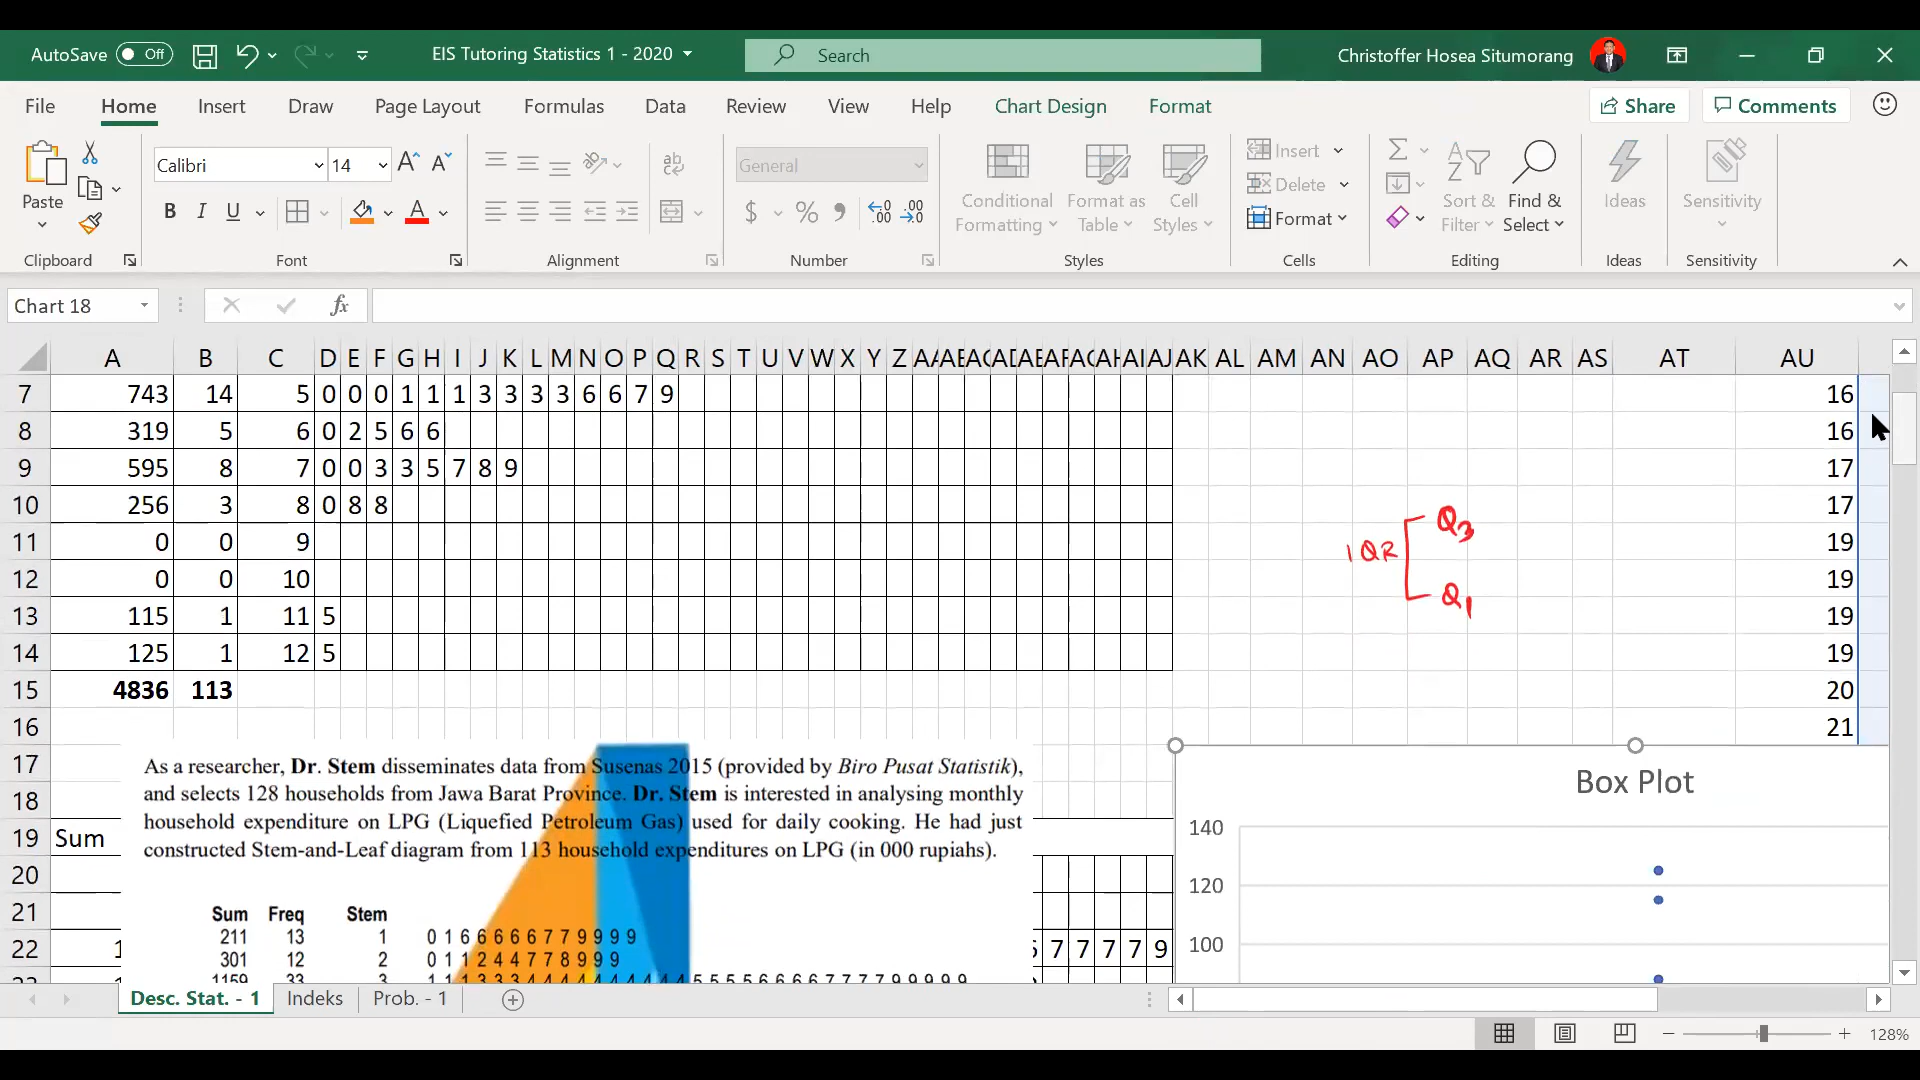 AutoSave Off EIS Tutoring Statistics 1 - 2020 Search Christoffer Hosea Situmorang
File Home Insert Draw Page Layout Formulas Data Review View Help Chart Design Format Share Comments
Calibri 14 General
Paste B I U Conditional Formatting Format as Table Cell Styles Insert Delete Format Sort & Filter Find & Select Ideas Sensitivity
Clipboard Font Alignment Number Styles Cells Editing Ideas Sensitivity
Chart 18 fx
A B C D E F G H I J K L M N O P Q R S T U V W X Y Z AK AL AM AN AO AP AQ AR AS AT AU
7 743 14 5 0 0 0 1 1 1 3 3 3 3 6 6 7 9 16
8 319 5 6 0 2 5 6 6 16
9 595 8 7 0 0 3 3 5 7 8 9 17
10 256 3 8 0 8 8 17
Q3
11 0 0 9 19
IQR
12 0 0 10 19
Q1
13 115 1 11 5 19
14 125 1 12 5 19
15 4836 113 20
16 21
17
18
19 Sum
20
21
22 7 7 7 7 9
As a researcher, Dr. Stem disseminates data from Susenas 2015 (provided by Biro Pusat Statistik),
and selects 128 households from Jawa Barat Province. Dr. Stem is interested in analysing monthly
household expenditure on LPG (Liquefied Petroleum Gas) used for daily cooking. He had just
constructed Stem-and-Leaf diagram from 113 household expenditures on LPG (in 000 rupiahs).
Sum Freq Stem
211 13 1 0 1 6 6 6 6 6 7 7 9 9 9 9
301 12 2 0 1 1 2 4 4 7 7 8 9 9 9
1159 33 3
Box Plot
140
120
100
Desc. Stat. - 1 Indeks Prob. - 1
128%